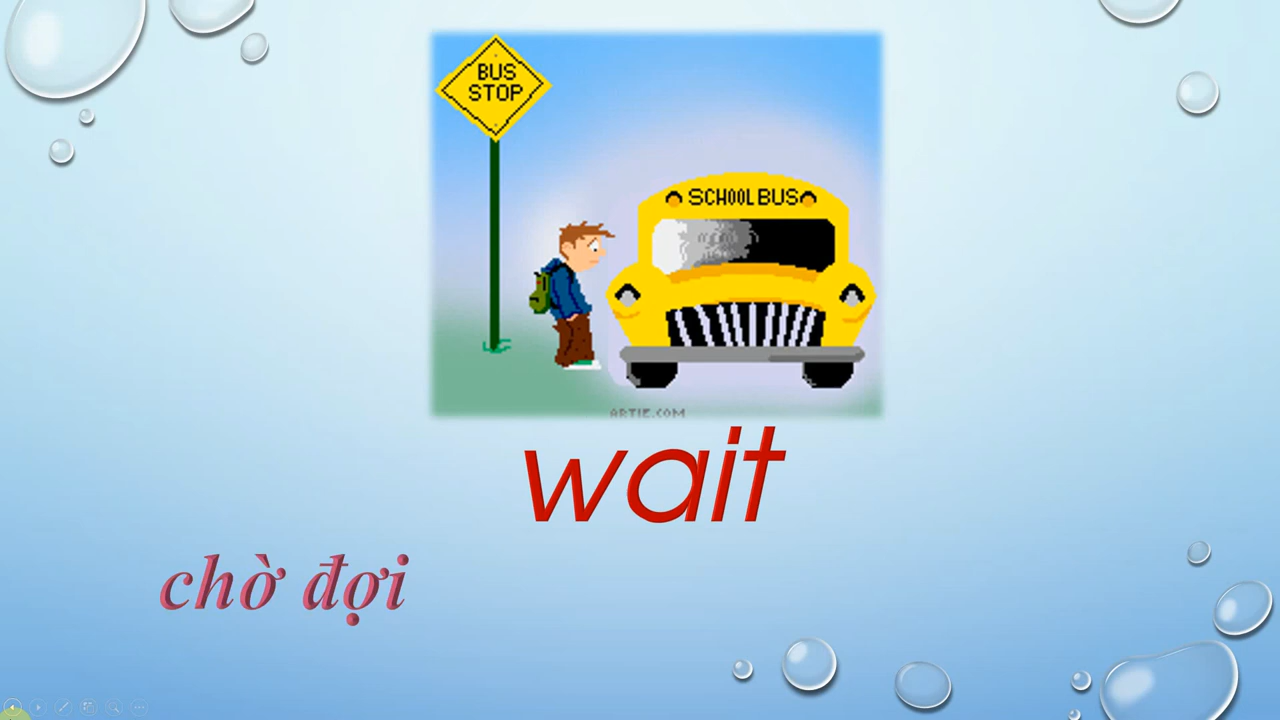 BUS
STOP
SCHOOL BUS
ARTIE.COM
wait
chờ đợi